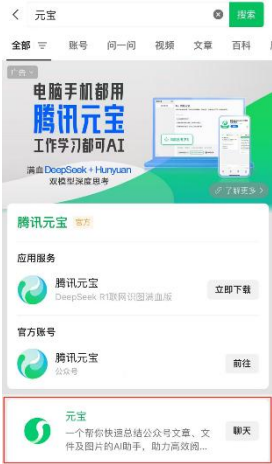 元宝
搜索
全部
账号
问一问
视频
文章
百科
广告
电脑手机都用
腾讯元宝
工作学习都可AI
满血DeepSeek + Hunyuan
双模型深度思考
了解更多
腾讯元宝 官方
应用服务
腾讯元宝
DeepSeek R1联网识图满血版
立即下载
官方账号
腾讯元宝
公众号
前往
元宝
一个帮你快速总结公众号文章、文
件及图片的AI助手，助力高效阅...
聊天